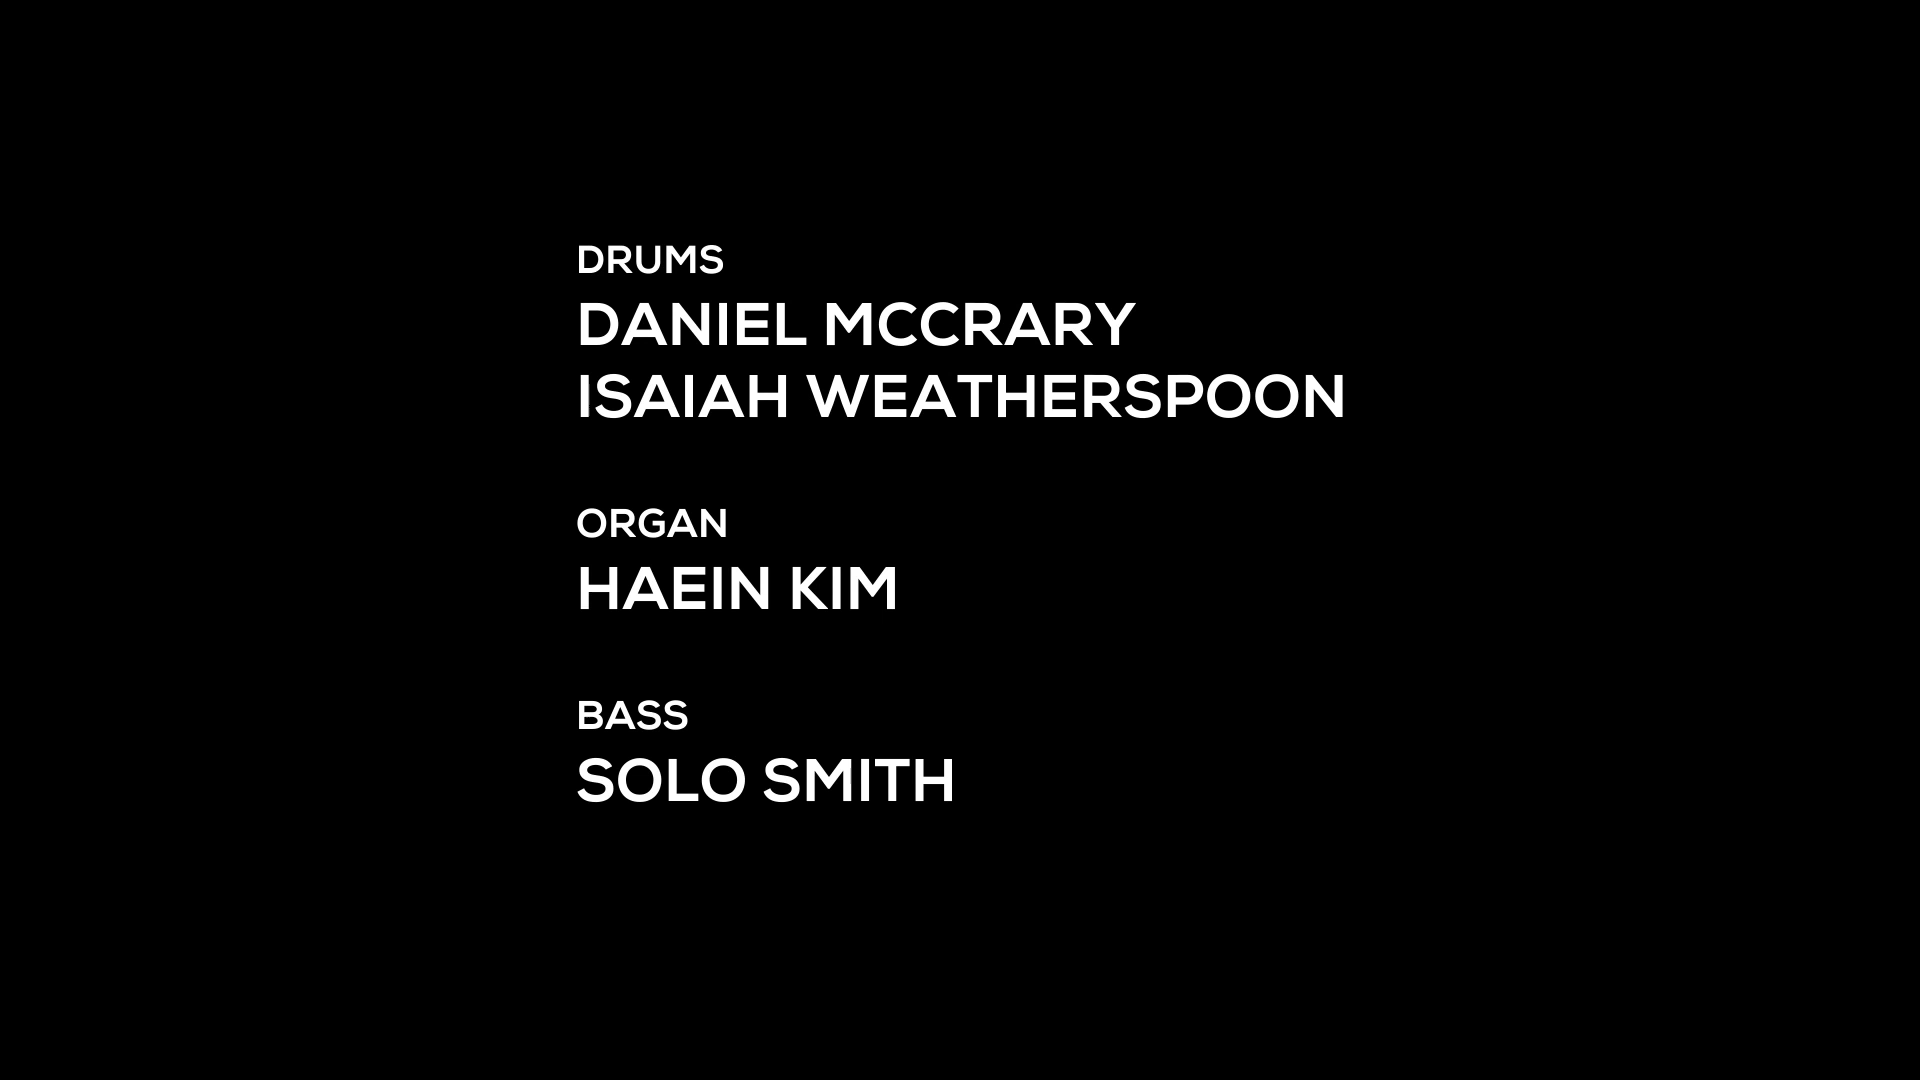 DRUMS
DANIEL MCCRARY
ISAIAH WEATHERSPOON
ORGAN
HAEIN KIM
BASS
SOLO SMITH